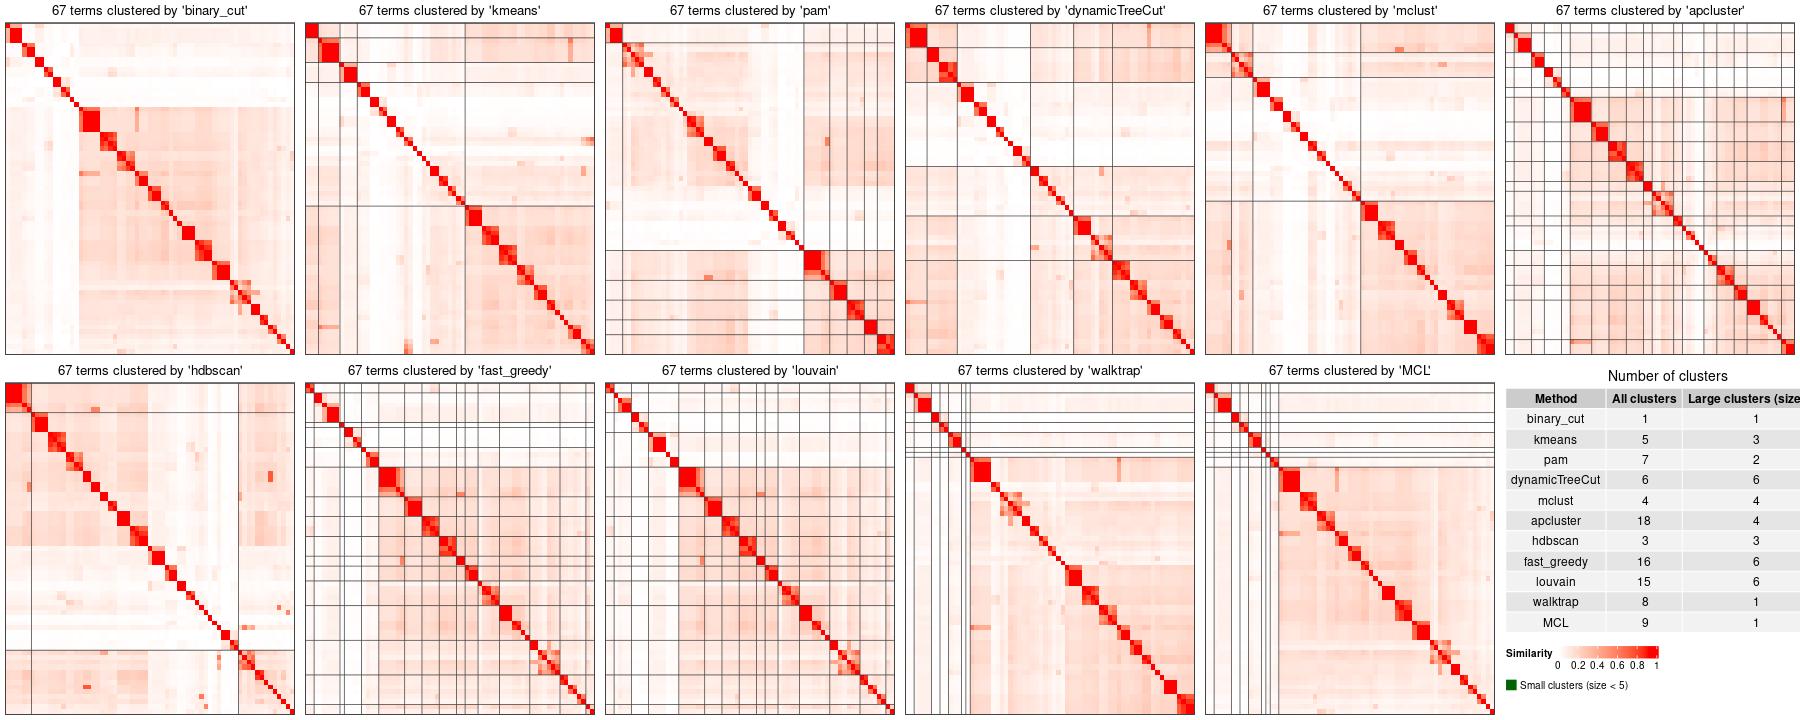 67 terms clustered by 'binary_cut'
67 terms clustered by 'kmeans'
67 terms clustered by 'pam'
67 terms clustered by 'dynamicTreeCut'
67 terms clustered by 'mclust'
67 terms clustered by 'apcluster'
67 terms clustered by 'hdbscan'
67 terms clustered by 'fast_greedy'
67 terms clustered by 'louvain'
67 terms clustered by 'walktrap'
67 terms clustered by 'MCL'
Number of clusters
Method All clusters Large clusters (size
binary_cut 1 1
kmeans 5 3
pam 7 2
dynamicTreeCut 6 6
mclust 4 4
apcluster 18 4
hdbscan 3 3
fast_greedy 16 6
louvain 15 6
walktrap 8 1
MCL 9 1
Similarity
0 0.2 0.4 0.6 0.8 1
Small clusters (size < 5)